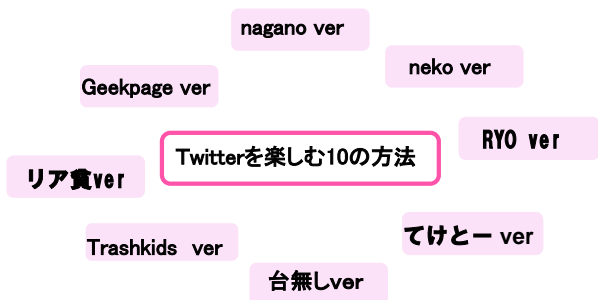 nagano ver
neko ver
Geekpage ver
RYO ver
Twitterを楽しむ10の方法
リア貧ver
てけとー ver
Trashkids ver
台無しver